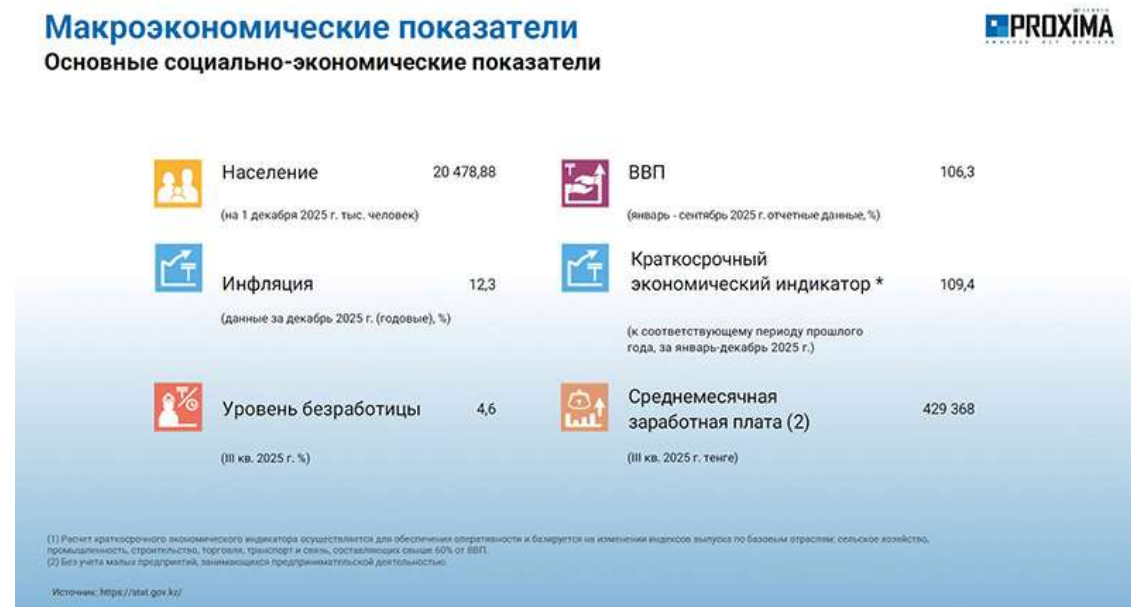 Макроэкономические показатели
PROXIMA
Основные социально-экономические показатели
Население 20 478,88
(на 1 декабря 2025 г. тыс. человек)
ВВП 106,3
(январь - сентябрь 2025 г. отчетные данные, %)
Инфляция 12,3
(данные за декабрь 2025 г. (годовые), %)
Краткосрочный
экономический индикатор * 109,4
(к соответствующему периоду прошлого
года, за январь-декабрь 2025 г.)
Уровень безработицы 4,6
(III кв. 2025 г. %)
Среднемесячная
заработная плата (2) 429 368
(III кв. 2025 г. тенге)
(1) Расчет краткосрочного экономического индикатора осуществляется для обеспечения оперативности и базируется на изменении индексов выпуска по базовым отраслям: сельское хозяйство,
промышленность, строительство, торговля, транспорт и связь, составляющих свыше 60% от ВВП.
(2) Без учета малых предприятий, занимающихся предпринимательской деятельностью.
Источник: https://stat.gov.kz/